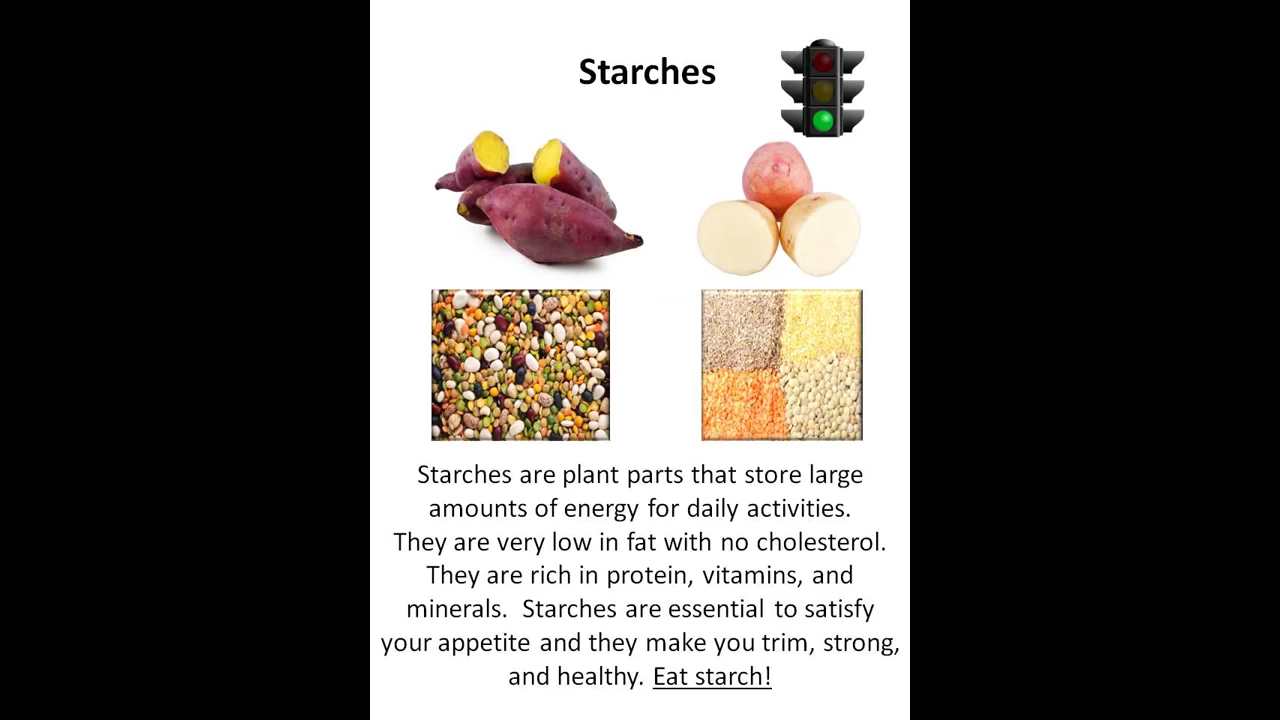 Starches
Starches are plant parts that store large
amounts of energy for daily activities.
They are very low in fat with no cholesterol.
They are rich in protein, vitamins, and
minerals.  Starches are essential to satisfy
your appetite and they make you trim, strong,
and healthy. Eat starch!